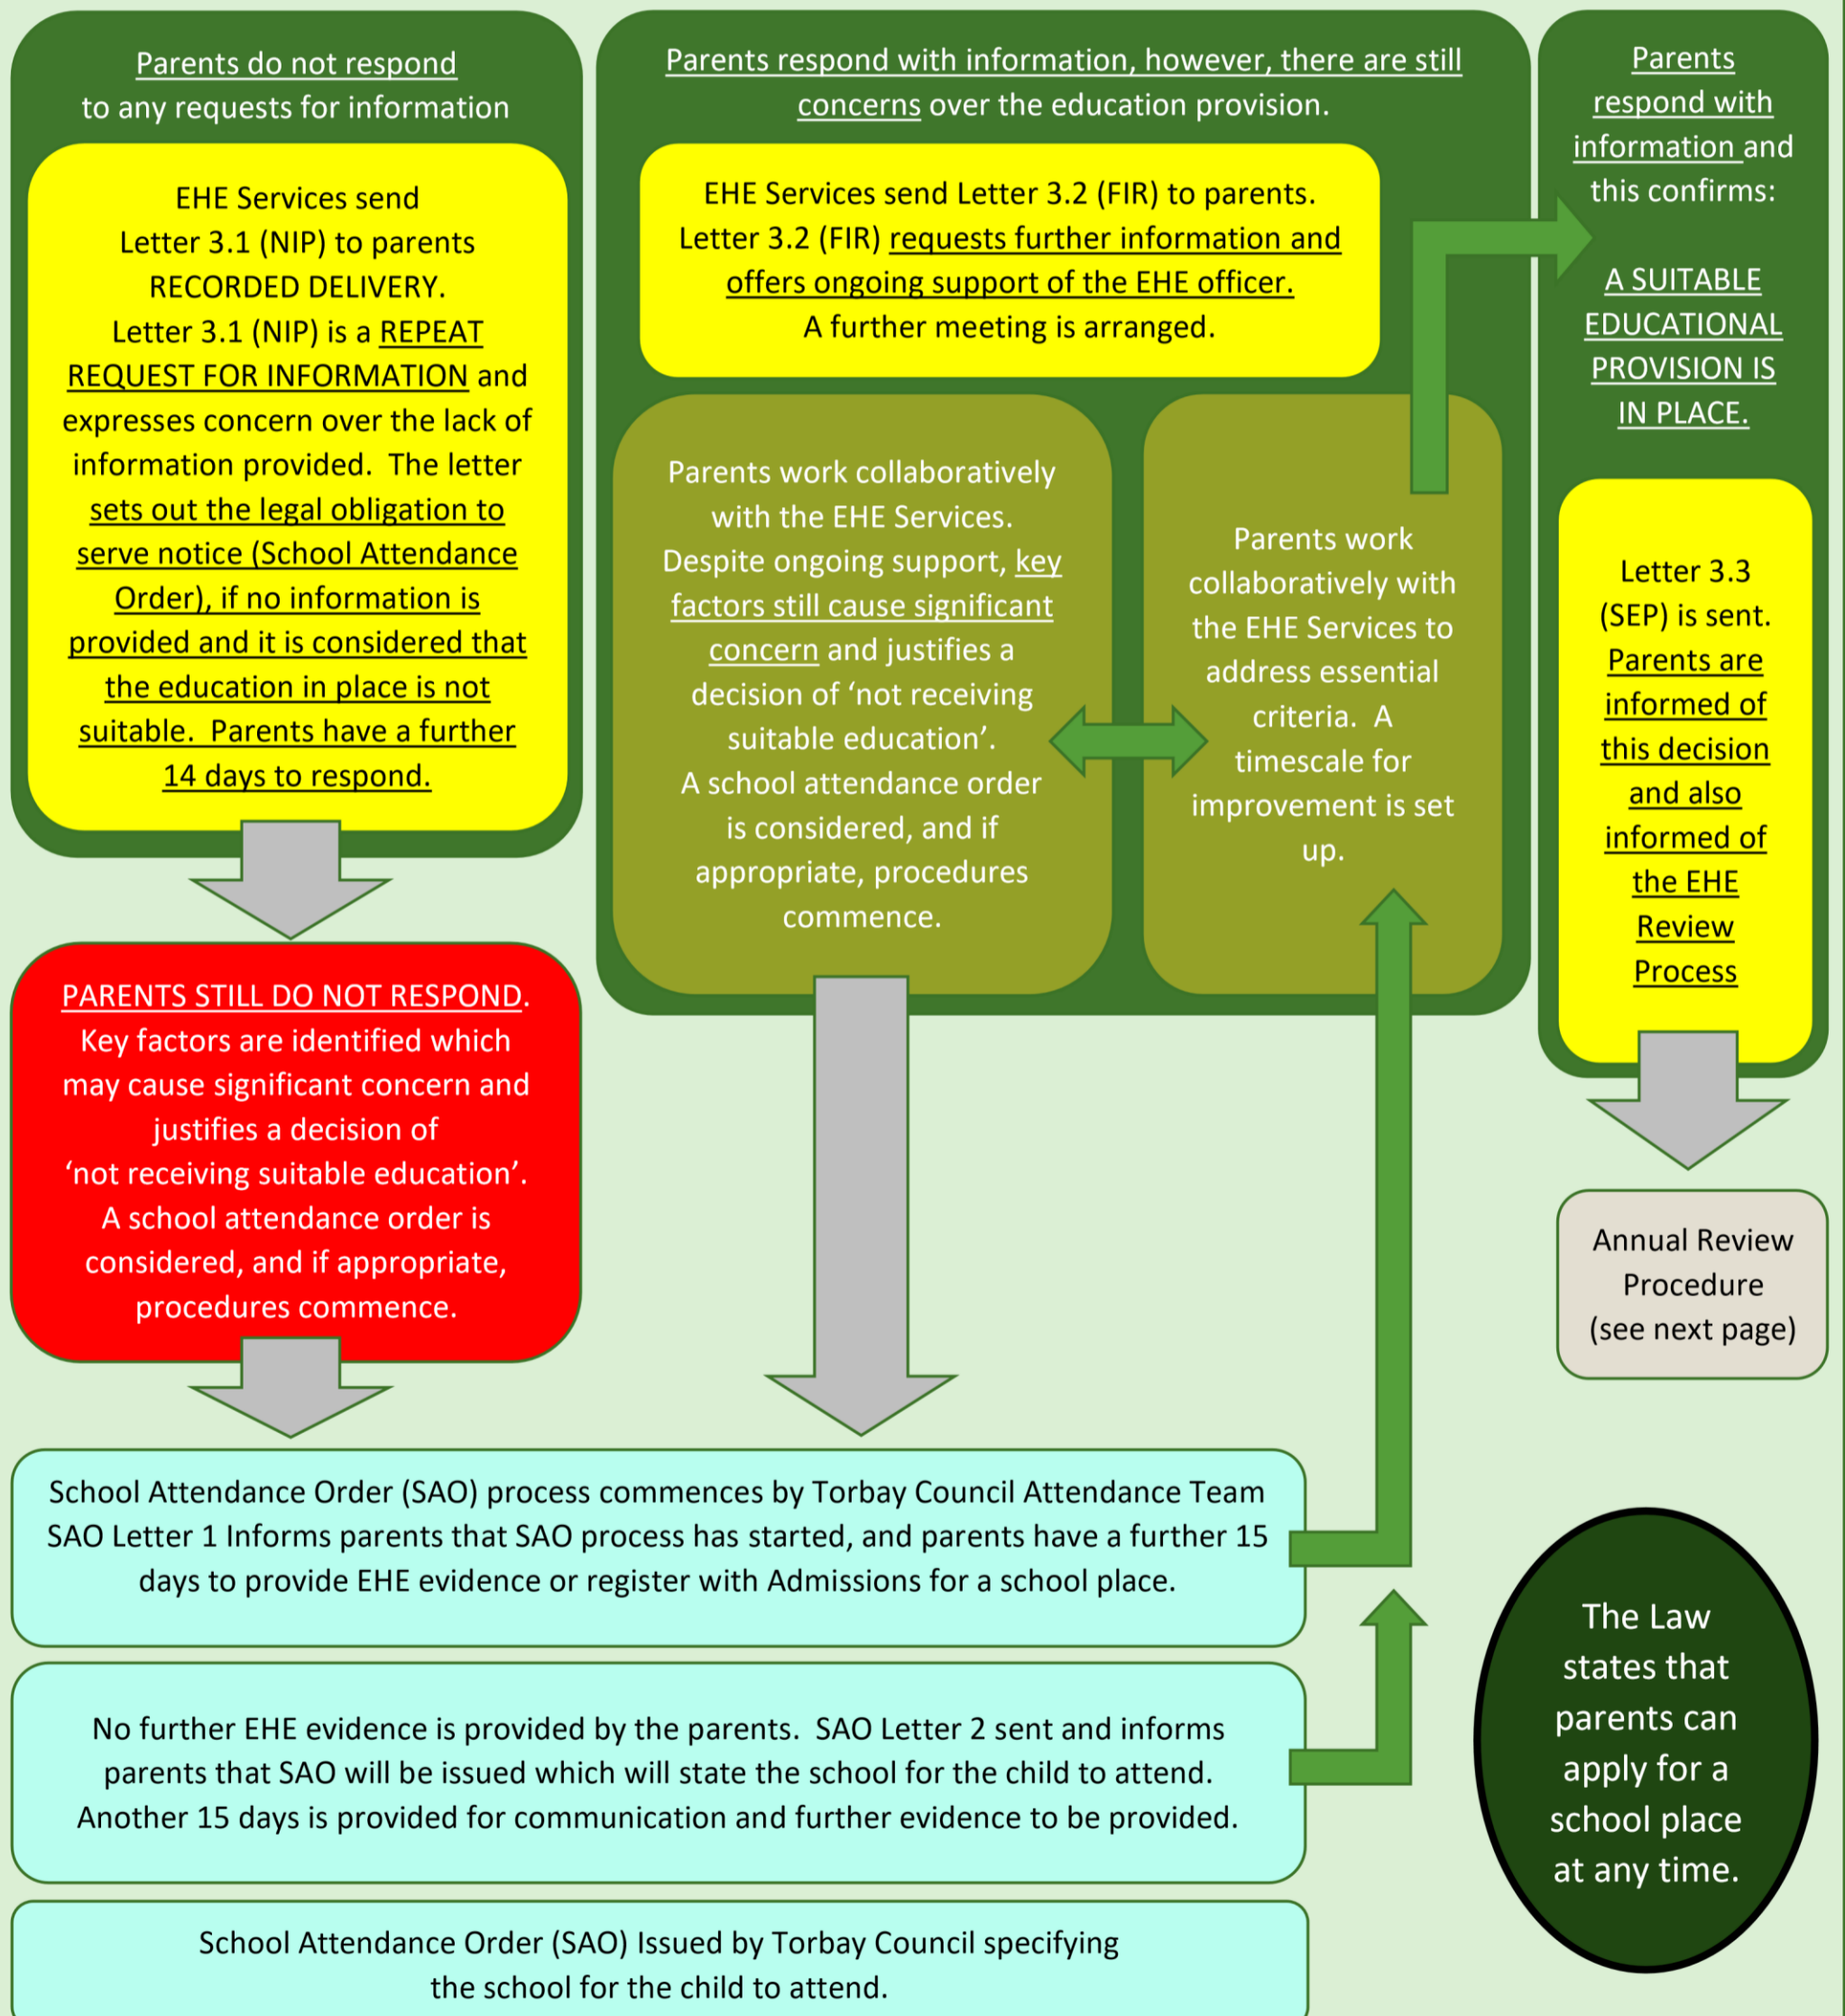 Parents do not respond
to any requests for information
EHE Services send
Letter 3.1 (NIP) to parents
RECORDED DELIVERY.
Letter 3.1 (NIP) is a REPEAT
REQUEST FOR INFORMATION and
expresses concern over the lack of
information provided.  The letter
sets out the legal obligation to
serve notice (School Attendance
Order), if no information is
provided and it is considered that
the education in place is not
suitable.  Parents have a further
14 days to respond.
PARENTS STILL DO NOT RESPOND.
Key factors are identified which
may cause significant concern and
justifies a decision of
‘not receiving suitable education’.
A school attendance order is
considered, and if appropriate,
procedures commence.
Parents respond with information, however, there are still
concerns over the education provision.
EHE Services send Letter 3.2 (FIR) to parents.
Letter 3.2 (FIR) requests further information and
offers ongoing support of the EHE officer.
A further meeting is arranged.
Parents work collaboratively
with the EHE Services.
Despite ongoing support, key
factors still cause significant
concern and justifies a
decision of ‘not receiving
suitable education’.
A school attendance order
is considered, and if
appropriate, procedures
commence.
Parents work
collaboratively with
the EHE Services to
address essential
criteria.  A
timescale for
improvement is set
up.
Parents
respond with
information and
this confirms:
A SUITABLE
EDUCATIONAL
PROVISION IS
IN PLACE.
Letter 3.3
(SEP) is sent.
Parents are
informed of
this decision
and also
informed of
the EHE
Review
Process
Annual Review
Procedure
(see next page)
School Attendance Order (SAO) process commences by Torbay Council Attendance Team
SAO Letter 1 Informs parents that SAO process has started, and parents have a further 15
days to provide EHE evidence or register with Admissions for a school place.
No further EHE evidence is provided by the parents.  SAO Letter 2 sent and informs
parents that SAO will be issued which will state the school for the child to attend.
Another 15 days is provided for communication and further evidence to be provided.
School Attendance Order (SAO) Issued by Torbay Council specifying
the school for the child to attend.
The Law
states that
parents can
apply for a
school place
at any time.